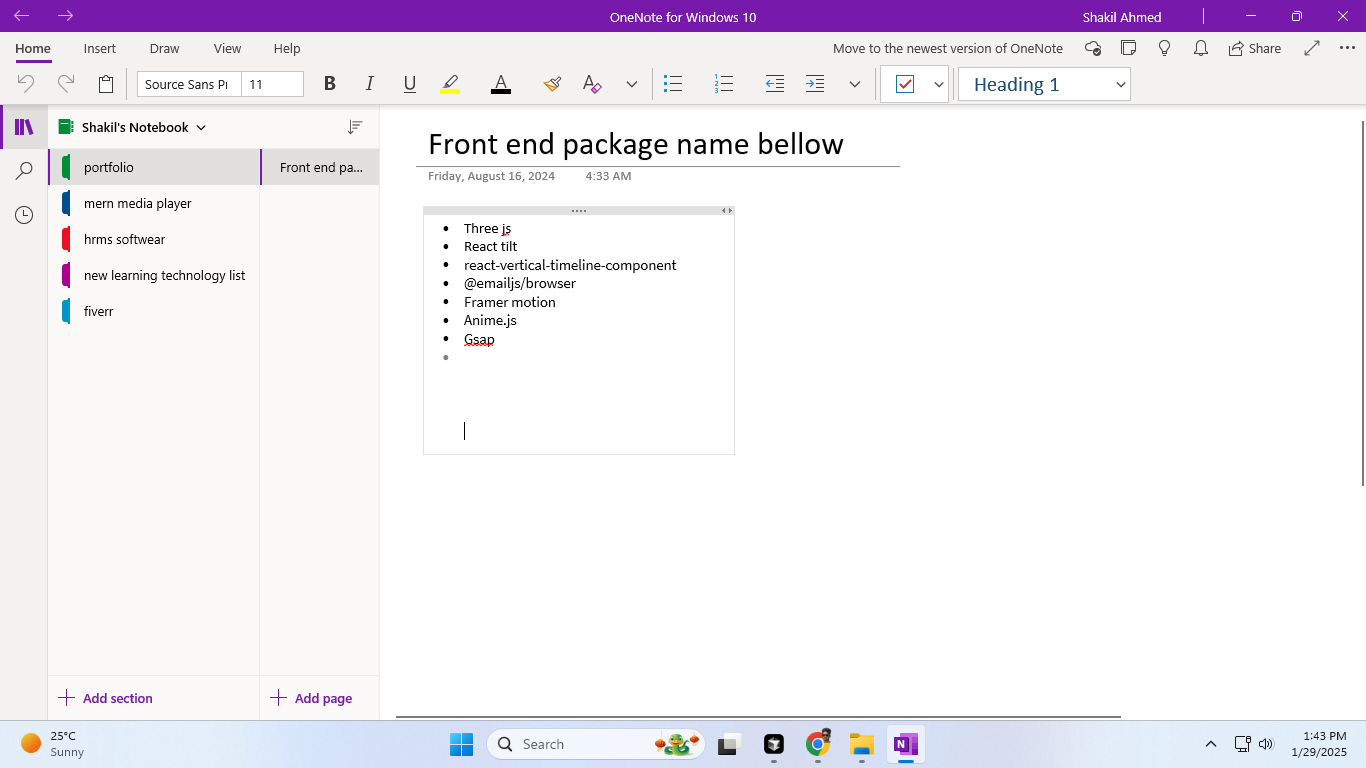 OneNote for Windows 10
Shakil Ahmed
Home Insert Draw View Help
Move to the newest version of OneNote
Share
Source Sans Pr 11
B I U A A
Heading 1
Shakil's Notebook
portfolio
mern media player
hrms softwear
new learning technology list
fiverr
Add section
Front end pa...
Add page
Front end package name bellow
Friday, August 16, 2024 4:33 AM
• Three js
• React tilt
• react-vertical-timeline-component
• @emailjs/browser
• Framer motion
• Anime.js
• Gsap
25°C
Sunny
Search
1:43 PM
1/29/2025